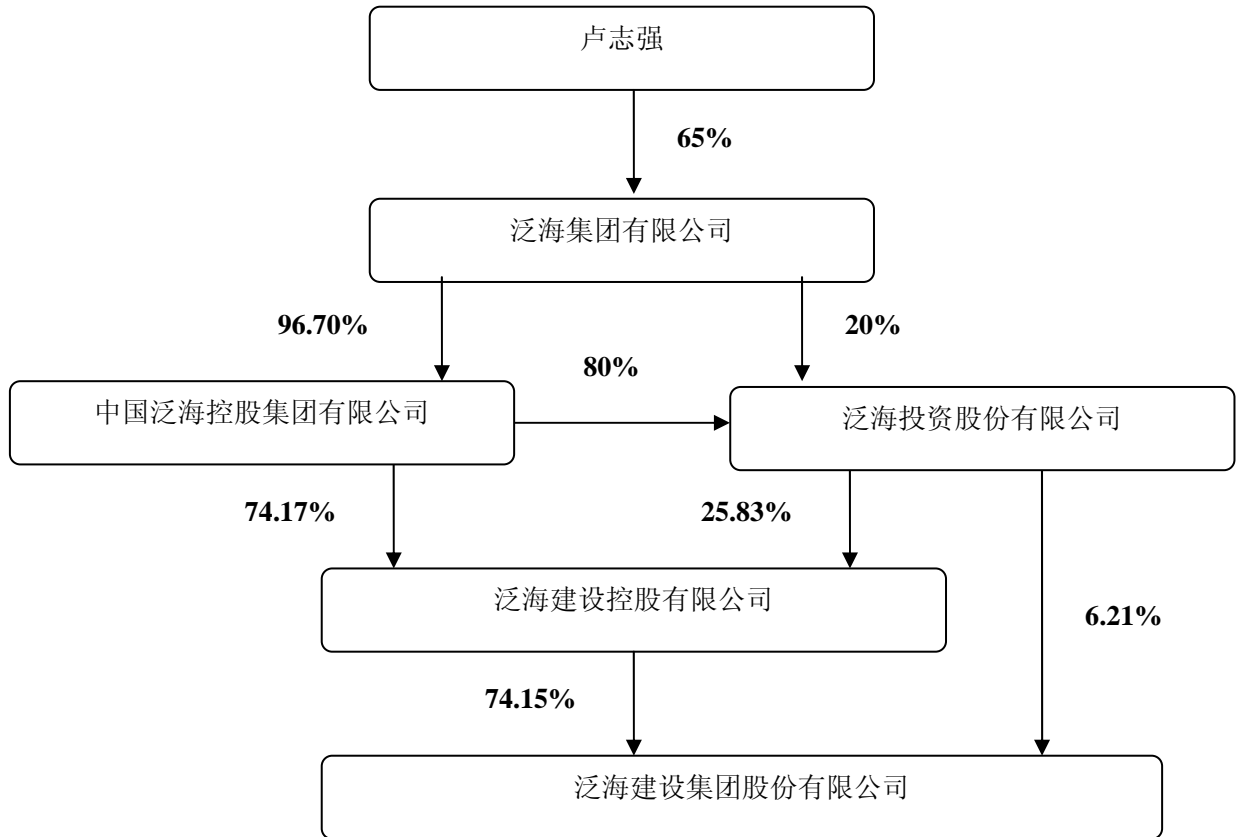 卢志强
65%
泛海集团有限公司
96.70%
20%
80%
中国泛海控股集团有限公司
泛海投资股份有限公司
74.17%
25.83%
泛海建设控股有限公司
6.21%
74.15%
泛海建设集团股份有限公司